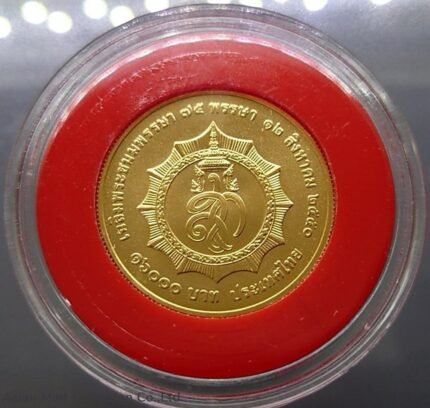 เฉลิมพระชนมพรรษา ๗๕ พรรษา ๑๒ สิงหาคม ๒๕๕๐
๑๖๐๐๐ บาท ประเทศไทย
Co.,Ltd